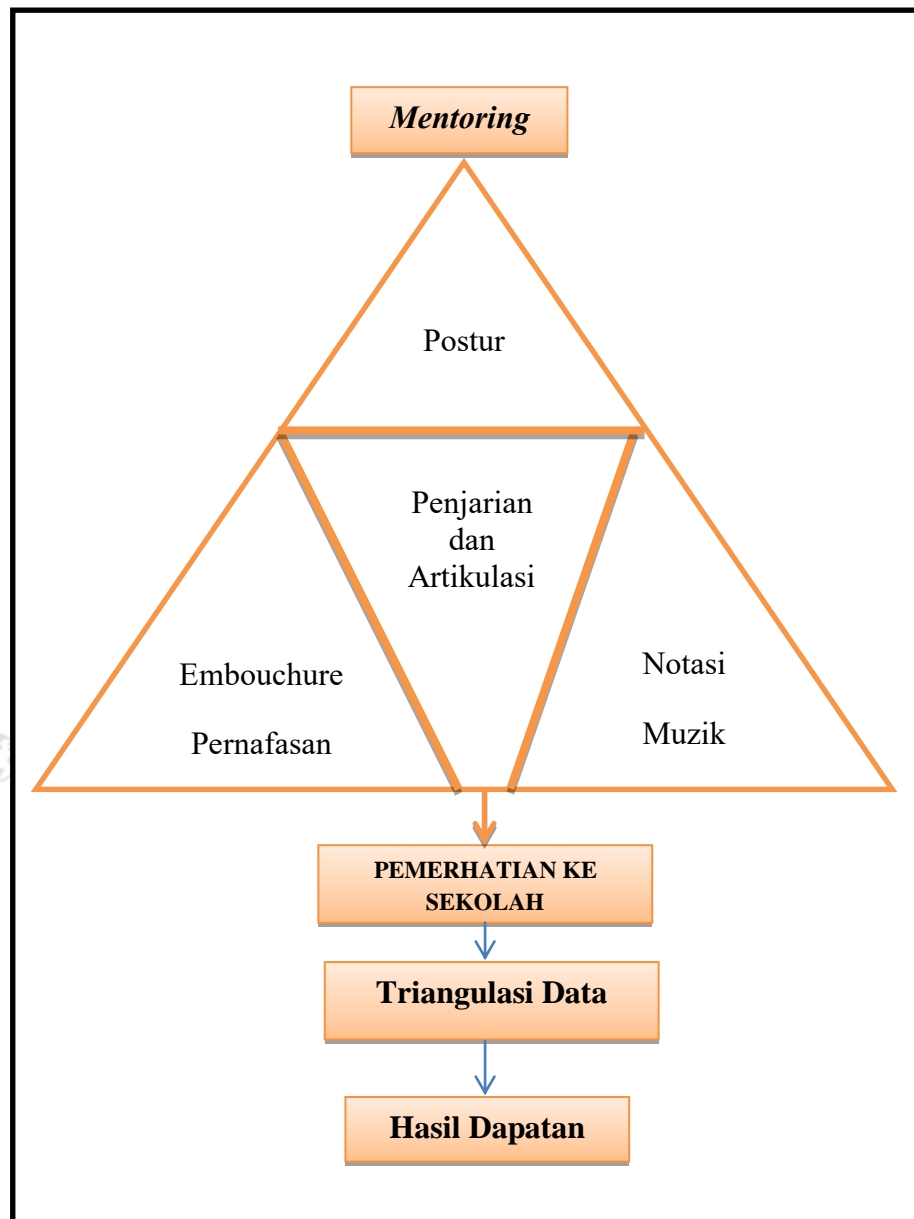 Mentoring
Postur
Penjarian
dan
Artikulasi
Embouchure
Pernafasan
Notasi
Muzik
PEMERHATIAN KE
SEKOLAH
Triangulasi Data
Hasil Dapatan